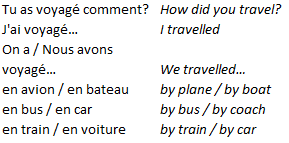 Tu as voyagé comment? How did you travel?
J'ai voyagé… I travelled
On a / Nous avons
voyagé… We travelled…
en avion / en bateau by plane / by boat
en bus / en car by bus / by coach
en train / en voiture by train / by car